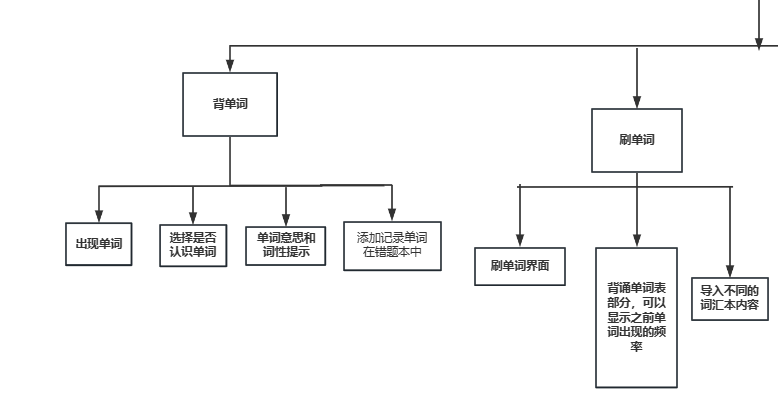 背单词
刷单词
出现单词
选择是否
认识单词
单词意思和
词性提示
添加记录单词
在错题本中
刷单词界面
背诵单词表
部分，可以
显示之前单
词出现的频
率
导入不同的
词汇本内容